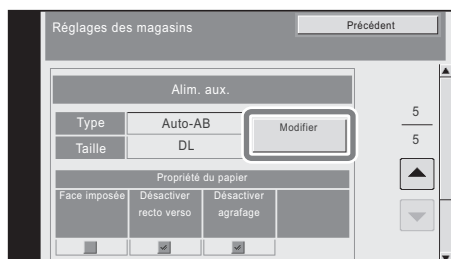 Réglages des magasins
Précédent
Alim. aux.
Type
Auto-AB
Modifier
Taille
DL
5
5
Propriété du papier
Face imposée
Désactiver
recto verso
Désactiver
agrafage